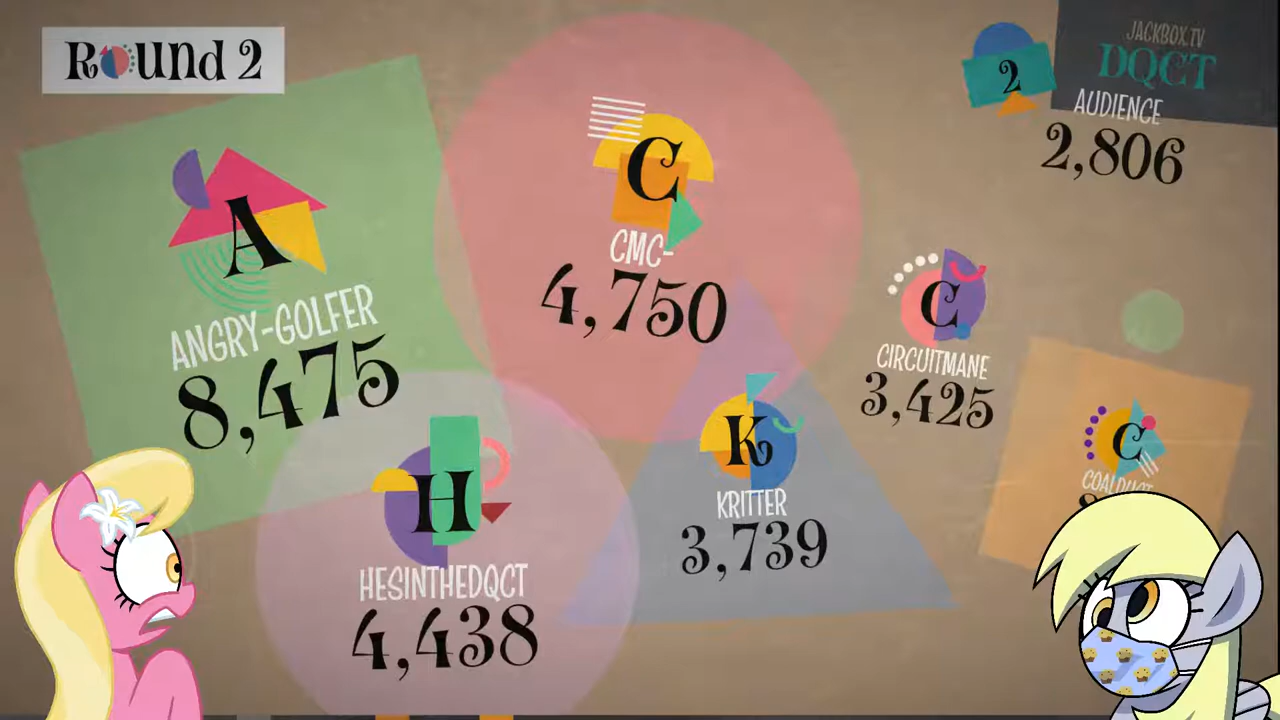 Round 2
JACKBOX.TV
DQCT
2
AUDIENCE
2,806
A
ANGRY-GOLFER
8,475
C
CMC-
4,750
C
CIRCUITMANE
3,425
H
HESINTHEDQCT
4,438
K
KRITTER
3,739
C